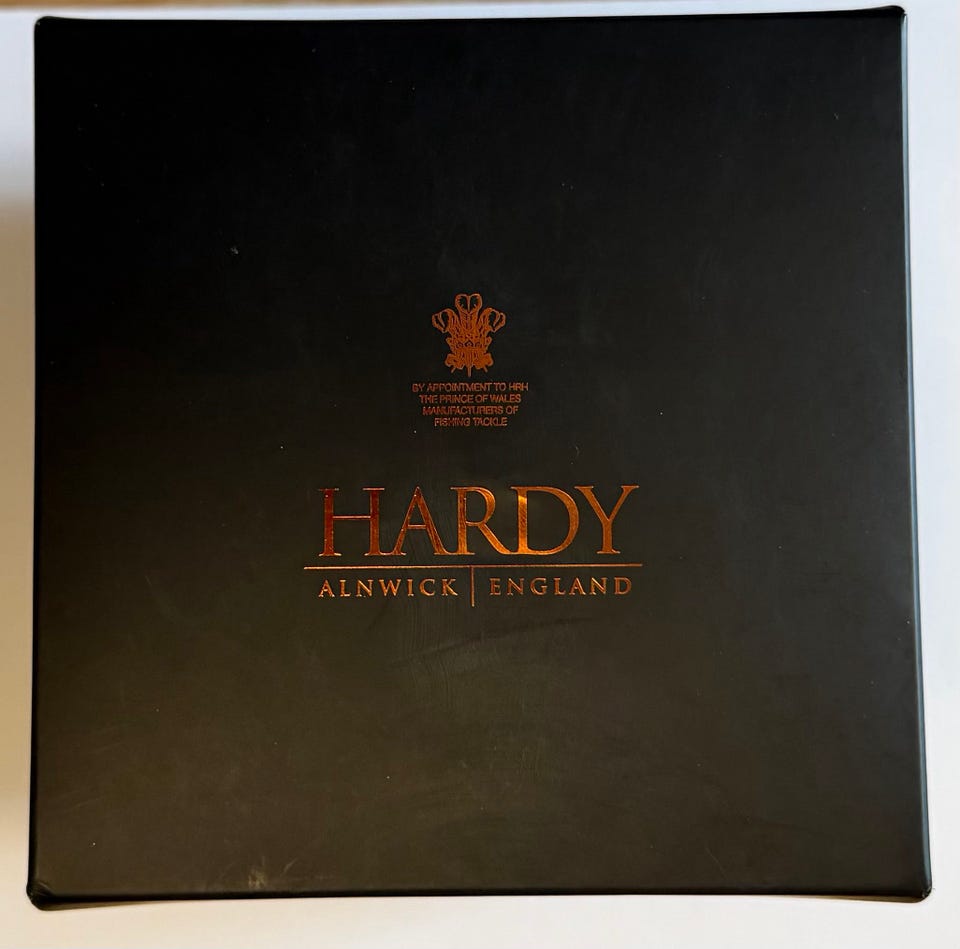 BY APPOINTMENT TO HRH
THE PRINCE OF WALES
MANUFACTURERS OF
FISHING TACKLE
HARDY
ALNWICK | ENGLAND